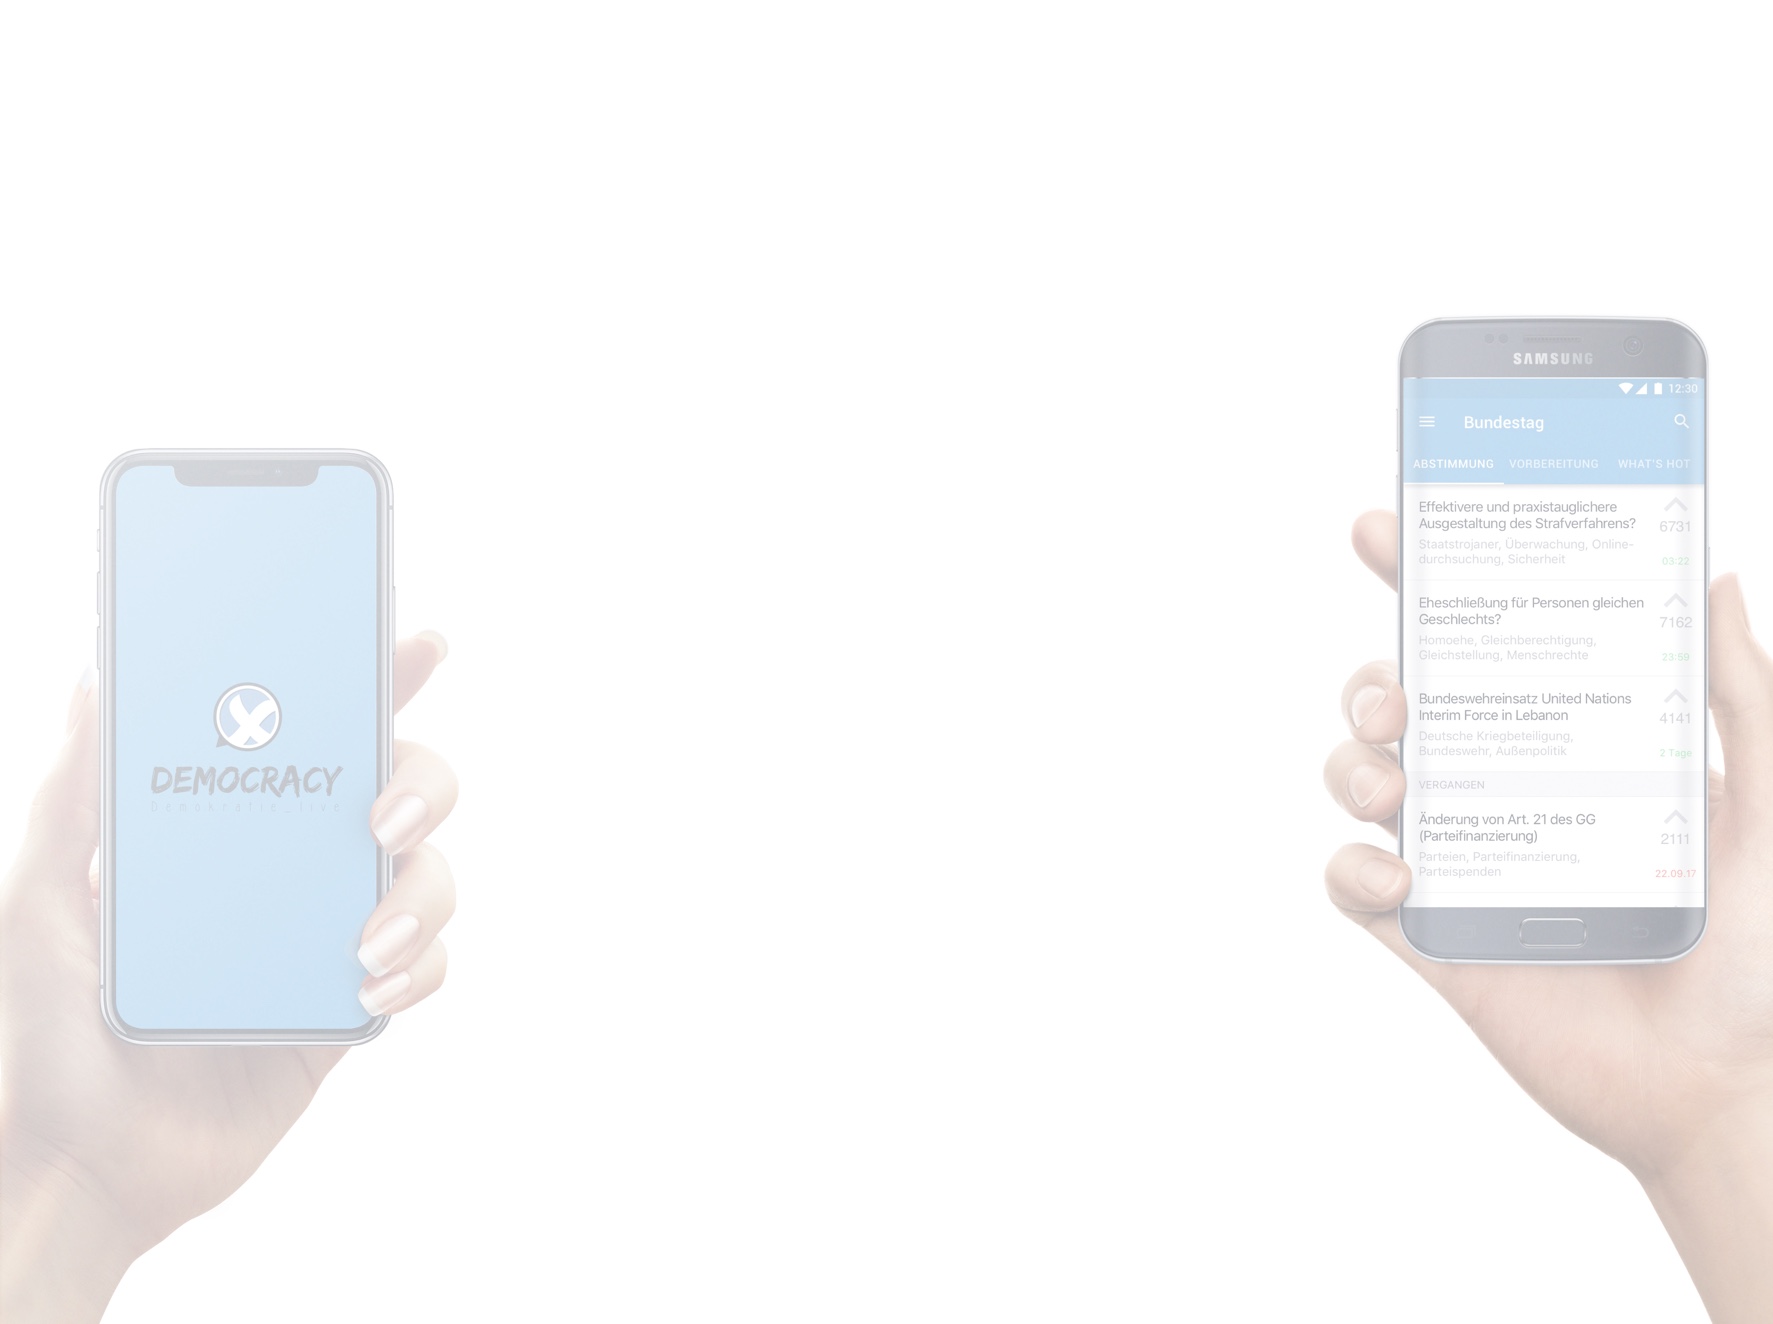 DEMOCRACY
Demokratie_live
SAMSUNG
12:30
Bundestag
ABSTIMMUNG VORBEREITUNG WHAT'S HOT
Effektivere und praxistauglichere
Ausgestaltung des Strafverfahrens?
6731
Staatstrojaner, Überwachung, Online-
durchsuchung, Sicherheit
03:22
Eheschließung für Personen gleichen
Geschlechts?
7162
Homoehe, Gleichberechtigung,
Gleichstellung, Menschrechte
23:59
Bundeswehreinsatz United Nations
Interim Force in Lebanon
4141
Deutsche Kriegbeteiligung,
Bundeswehr, Außenpolitik
2 Tage
VERGANGEN
Änderung von Art. 21 des GG
(Parteifinanzierung)
2111
Parteien, Parteifinanzierung,
Parteispenden
22.09.17